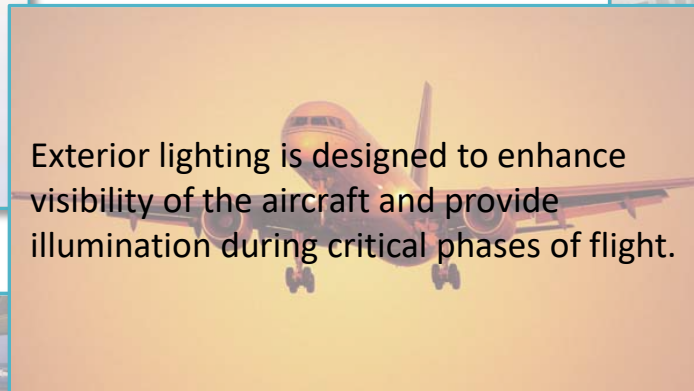 Exterior lighting is designed to enhance
visibility of the aircraft and provide
illumination during critical phases of flight.